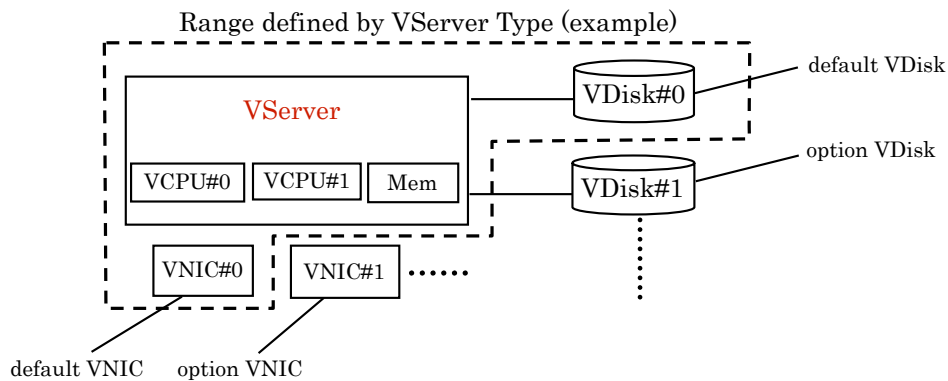 Range defined by VServer Type (example)
default VDisk
VDisk#0
VServer
option VDisk
VCPU#0
VCPU#1
Mem
VDisk#1
VNIC#0
VNIC#1
default VNIC
option VNIC